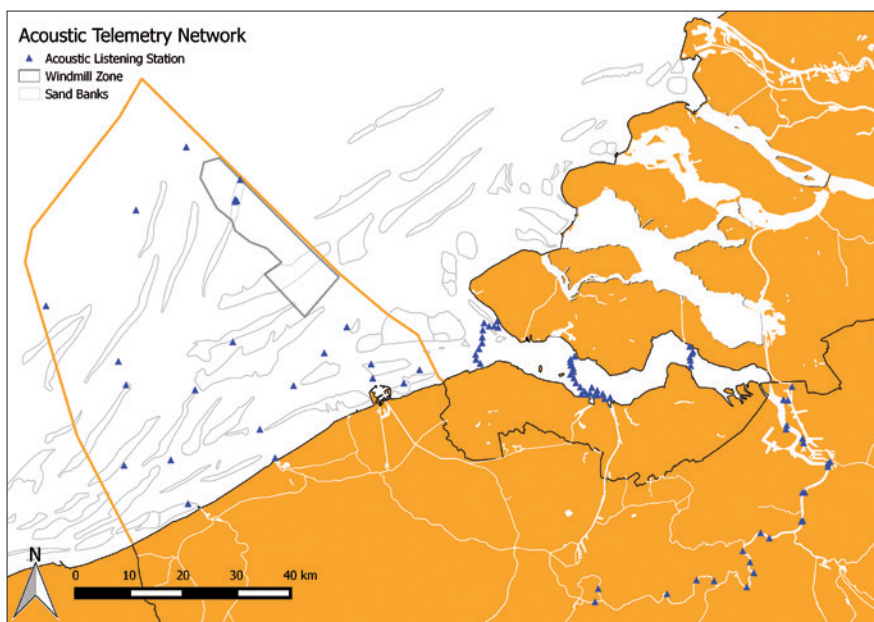 Acoustic Telemetry Network
Acoustic Listening Station
Windmill Zone
Sand Banks
N
0 10 20 30 40 km